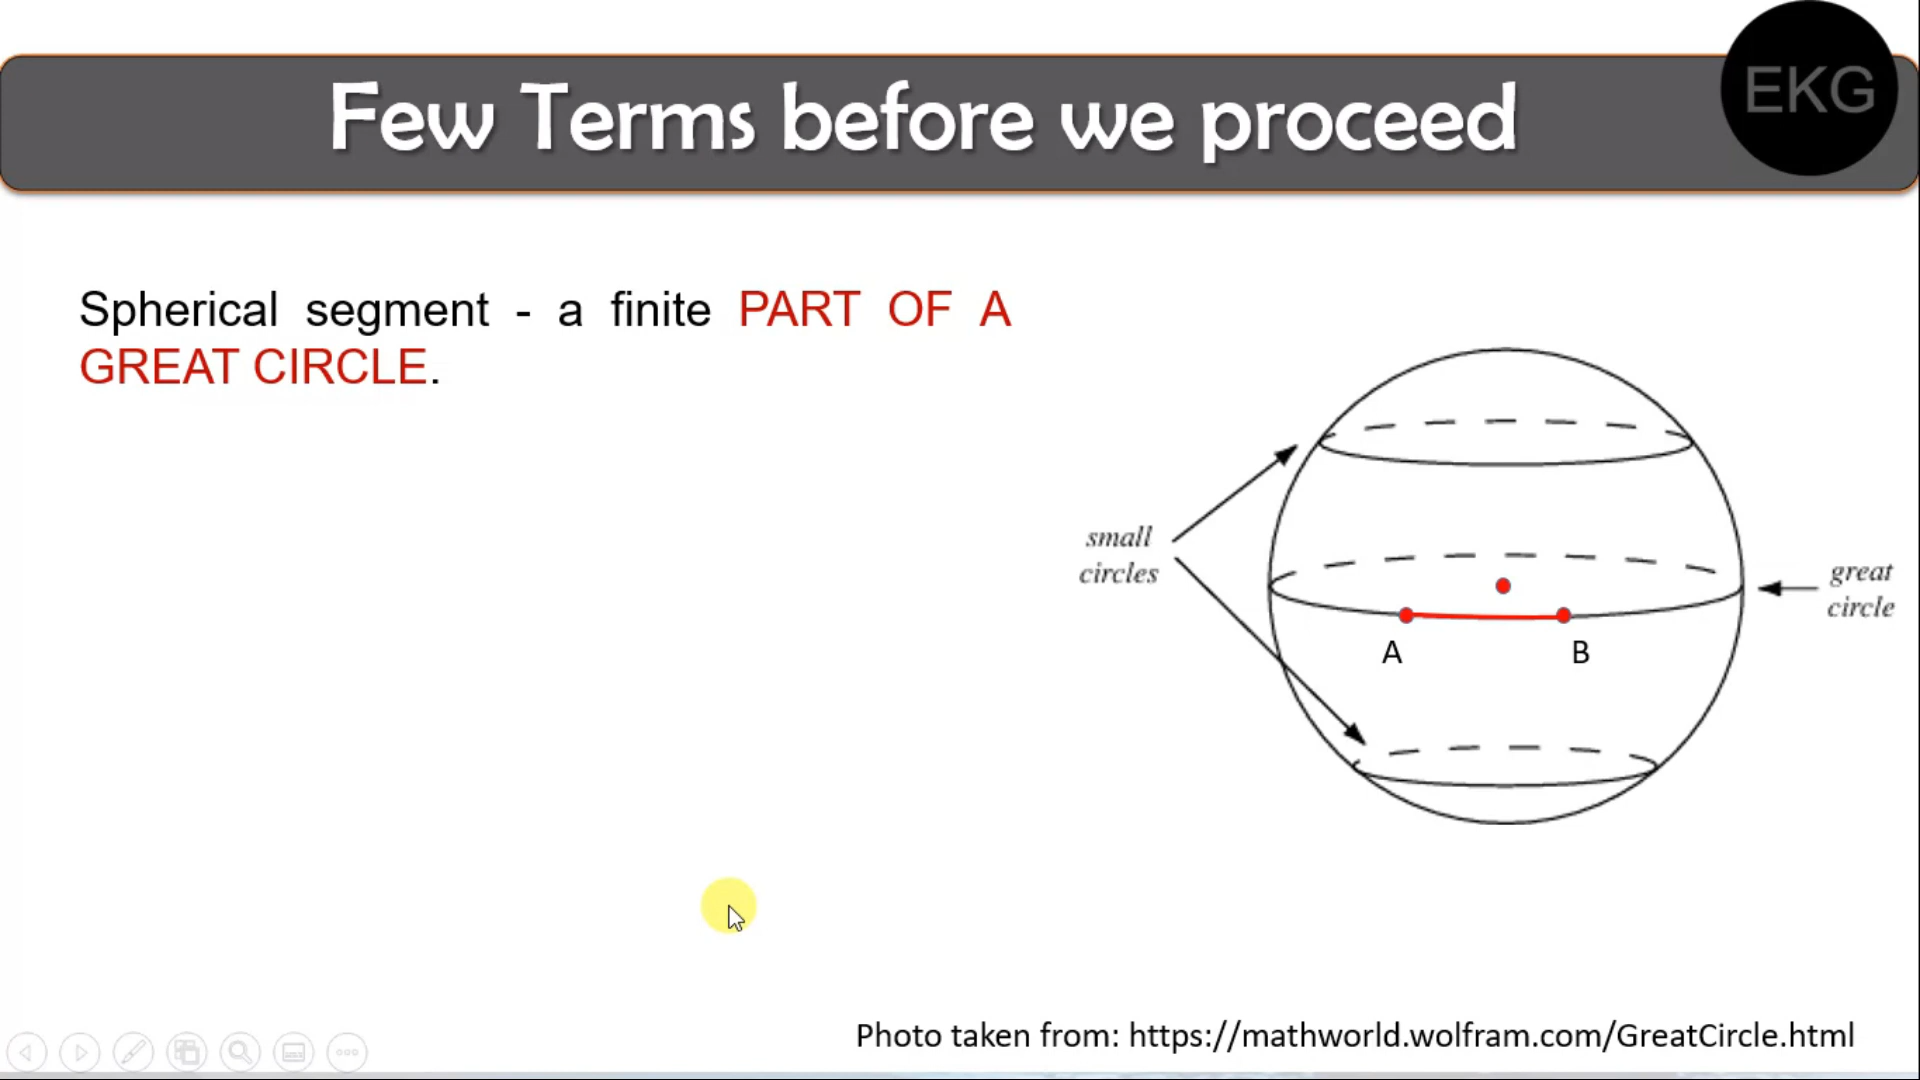 EKG
Few Terms before we proceed
Spherical segment - a finite PART OF A
GREAT CIRCLE.
small
circles
great
circle
A
B
Photo taken from: https://mathworld.wolfram.com/GreatCircle.html